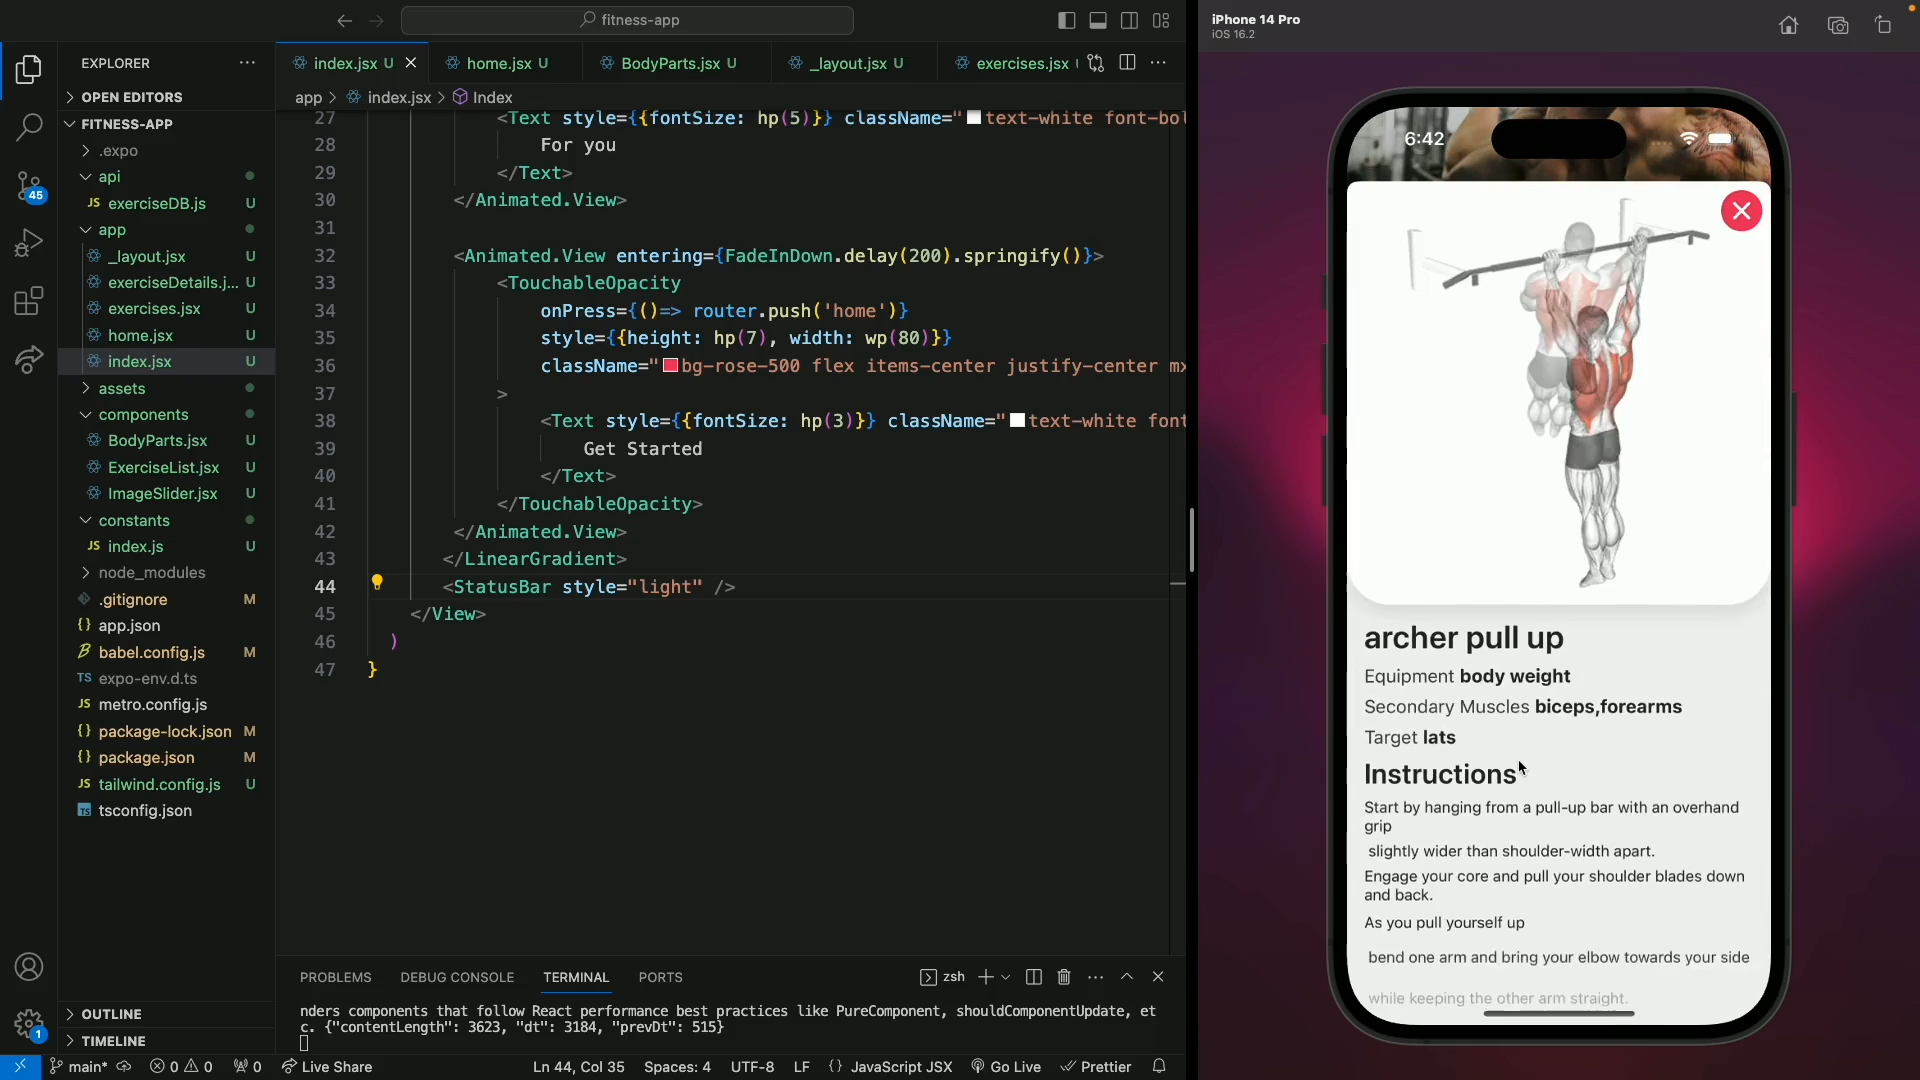 fitness-app
EXPLORER
OPEN EDITORS
FITNESS-APP
.expo
api
JS exerciseDB.js U
app
_layout.jsx U
exerciseDetails.j... U
exercises.jsx U
home.jsx U
index.jsx U
assets
components
BodyParts.jsx U
ExerciseList.jsx U
ImageSlider.jsx U
constants
JS index.js U
node_modules
.gitignore M
{} app.json
babel.config.js M
TS expo-env.d.ts
JS metro.config.js
{} package-lock.json M
{} package.json M
JS tailwind.config.js U
TS tsconfig.json
OUTLINE
TIMELINE
45
1
index.jsx U
home.jsx U
BodyParts.jsx U
_layout.jsx U
exercises.jsx
app > index.jsx > Index
27 <Text style={{fontSize: hp(5)}} className="text-white font-bol
28 For you
29 </Text>
30 </Animated.View>
31
32 <Animated.View entering={FadeInDown.delay(200).springify()}>
33 <TouchableOpacity
34 onPress={()=> router.push('home')}
35 style={{height: hp(7), width: wp(80)}}
36 className="bg-rose-500 flex items-center justify-center mx
37 >
38 <Text style={{fontSize: hp(3)}} className="text-white font
39 Get Started
40 </Text>
41 </TouchableOpacity>
42 </Animated.View>
43 </LinearGradient>
44 <StatusBar style="light" />
45 </View>
46 )
47 }
PROBLEMS DEBUG CONSOLE TERMINAL PORTS
zsh
nders components that follow React performance best practices like PureComponent, shouldComponentUpdate, et
c. {"contentLength": 3623, "dt": 3184, "prevDt": 515}
main* 0 0 0 Live Share Ln 44, Col 35 Spaces: 4 UTF-8 LF {} JavaScript JSX Go Live Prettier
iPhone 14 Pro
iOS 16.2
6:42
archer pull up
Equipment body weight
Secondary Muscles biceps,forearms
Target lats
Instructions
Start by hanging from a pull-up bar with an overhand
grip
slightly wider than shoulder-width apart.
Engage your core and pull your shoulder blades down
and back.
As you pull yourself up
bend one arm and bring your elbow towards your side
while keeping the other arm straight.